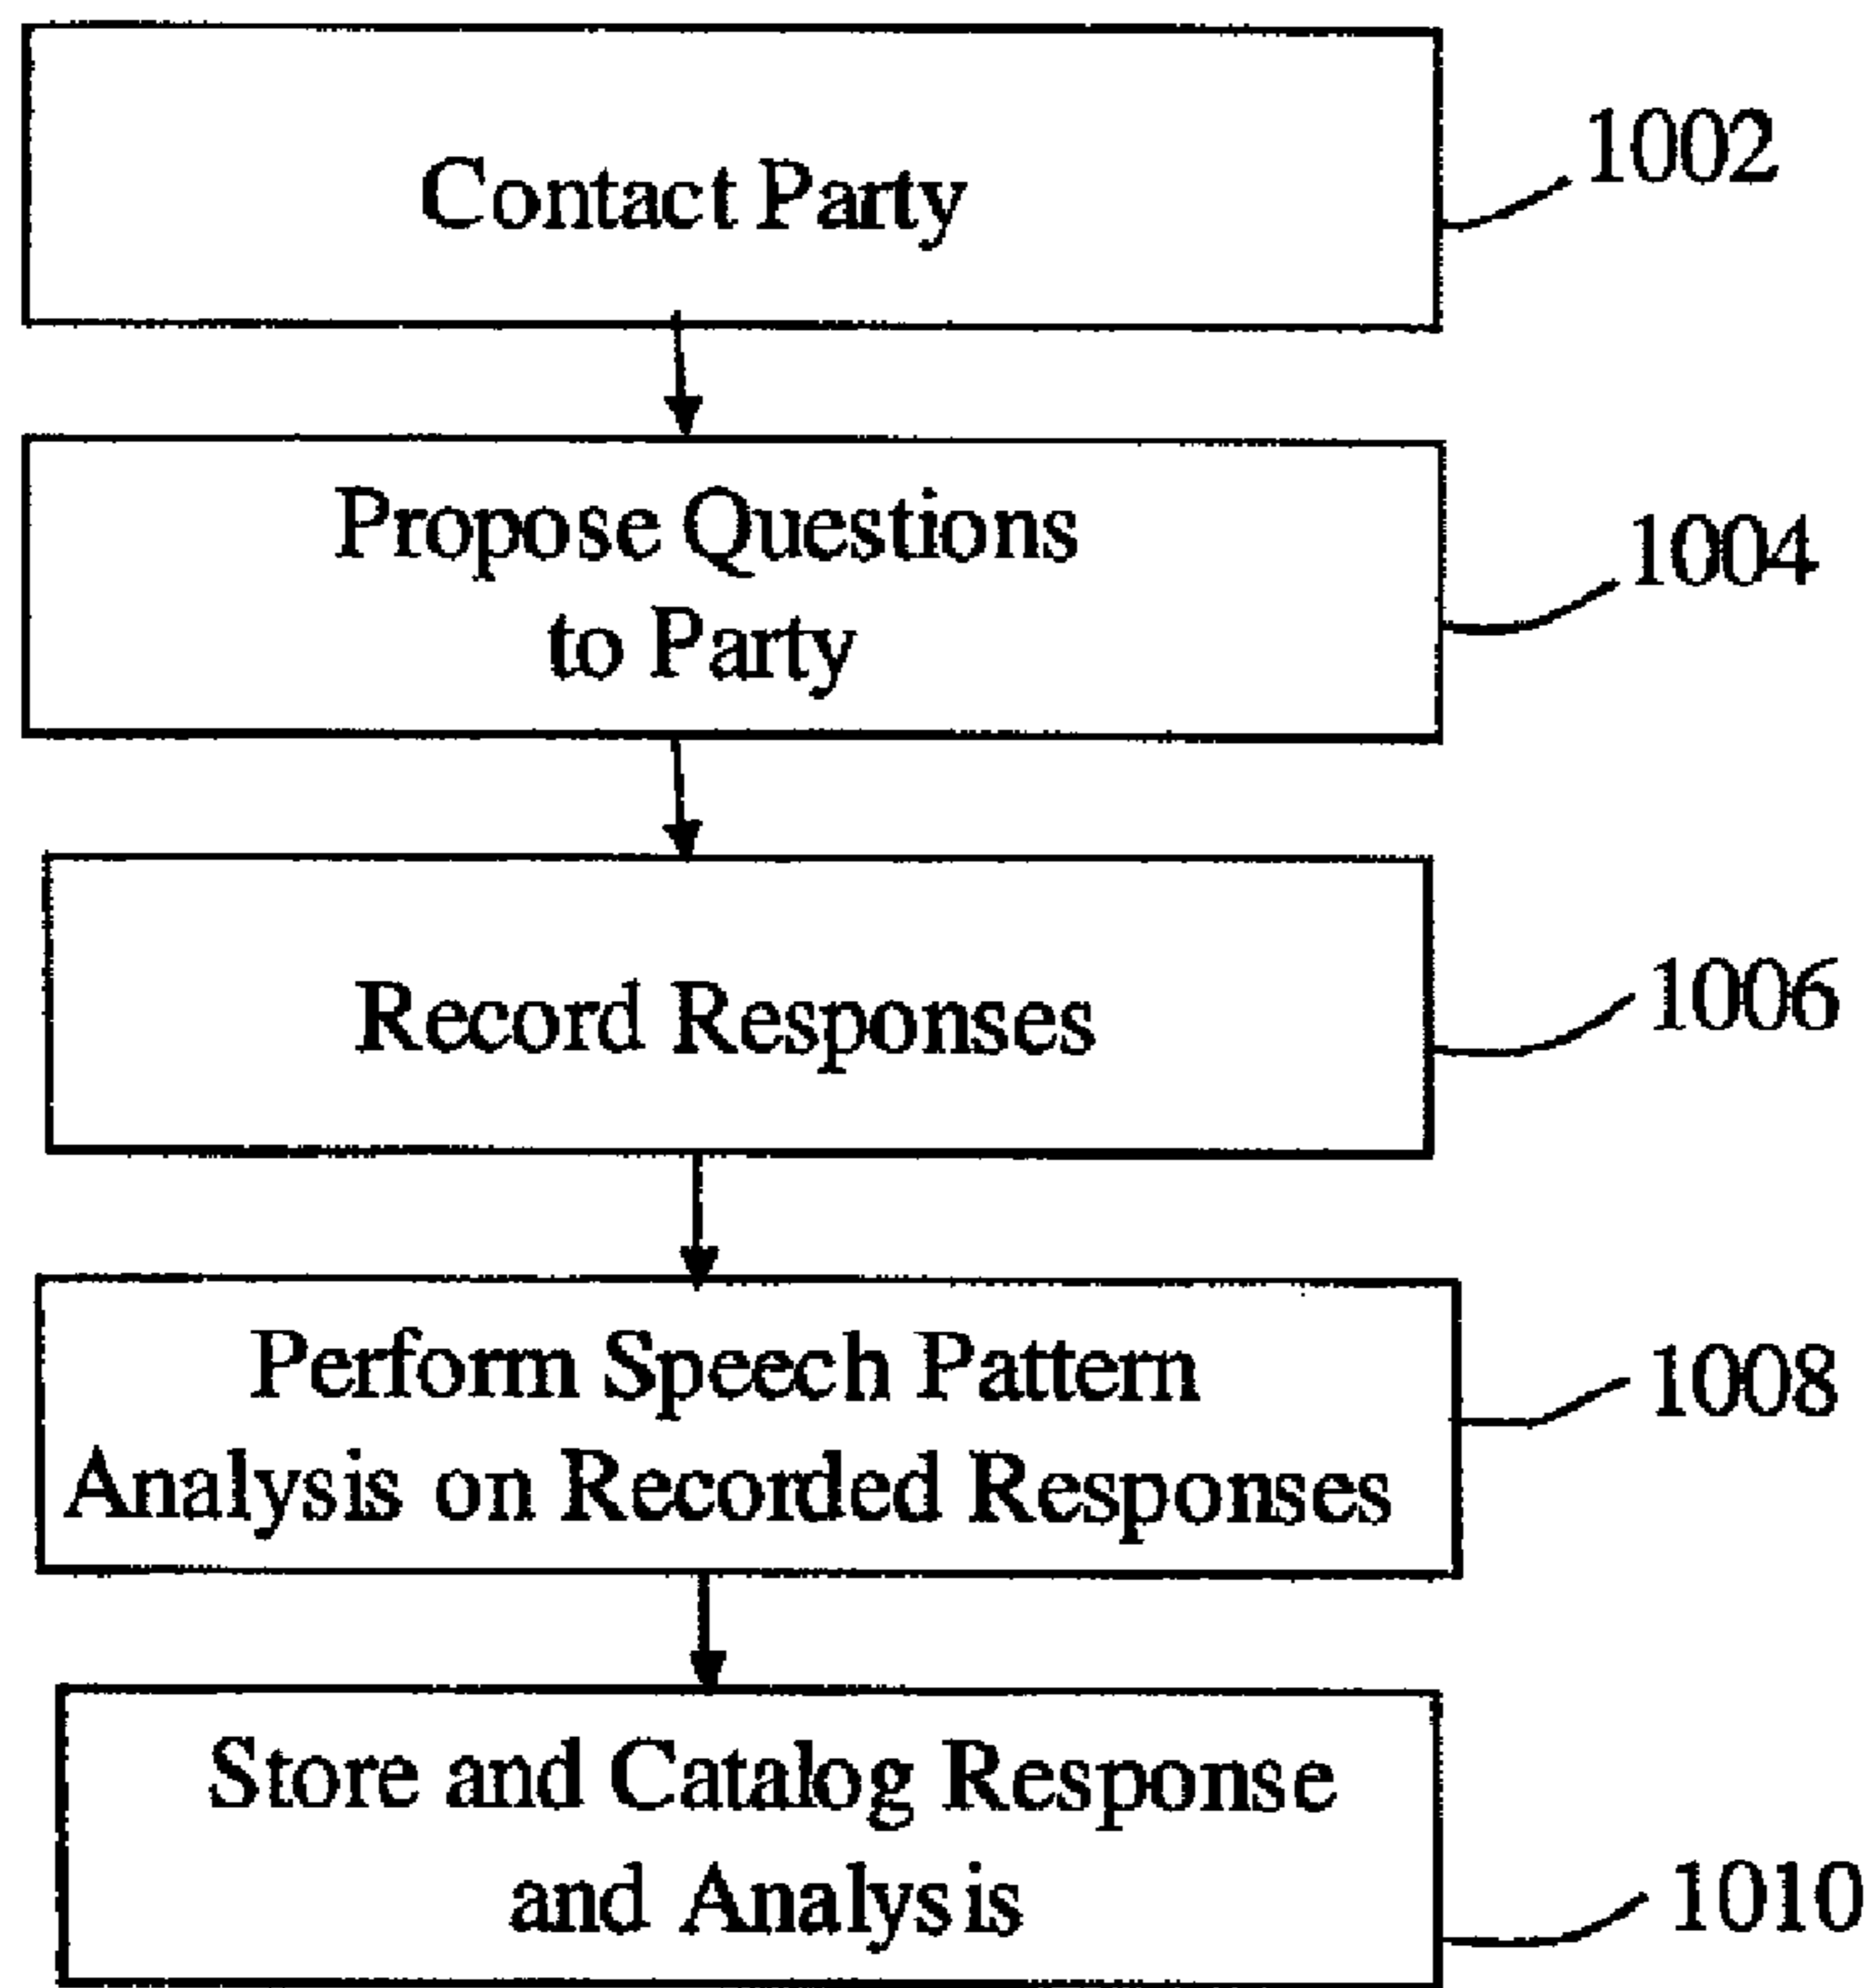 Contact Party
1002
Propose Questions
to Party
1004
Record Responses
1006
Perform Speech Pattern
Analysis on Recorded Responses
1008
Store and Catalog Response
and Analysis
1010